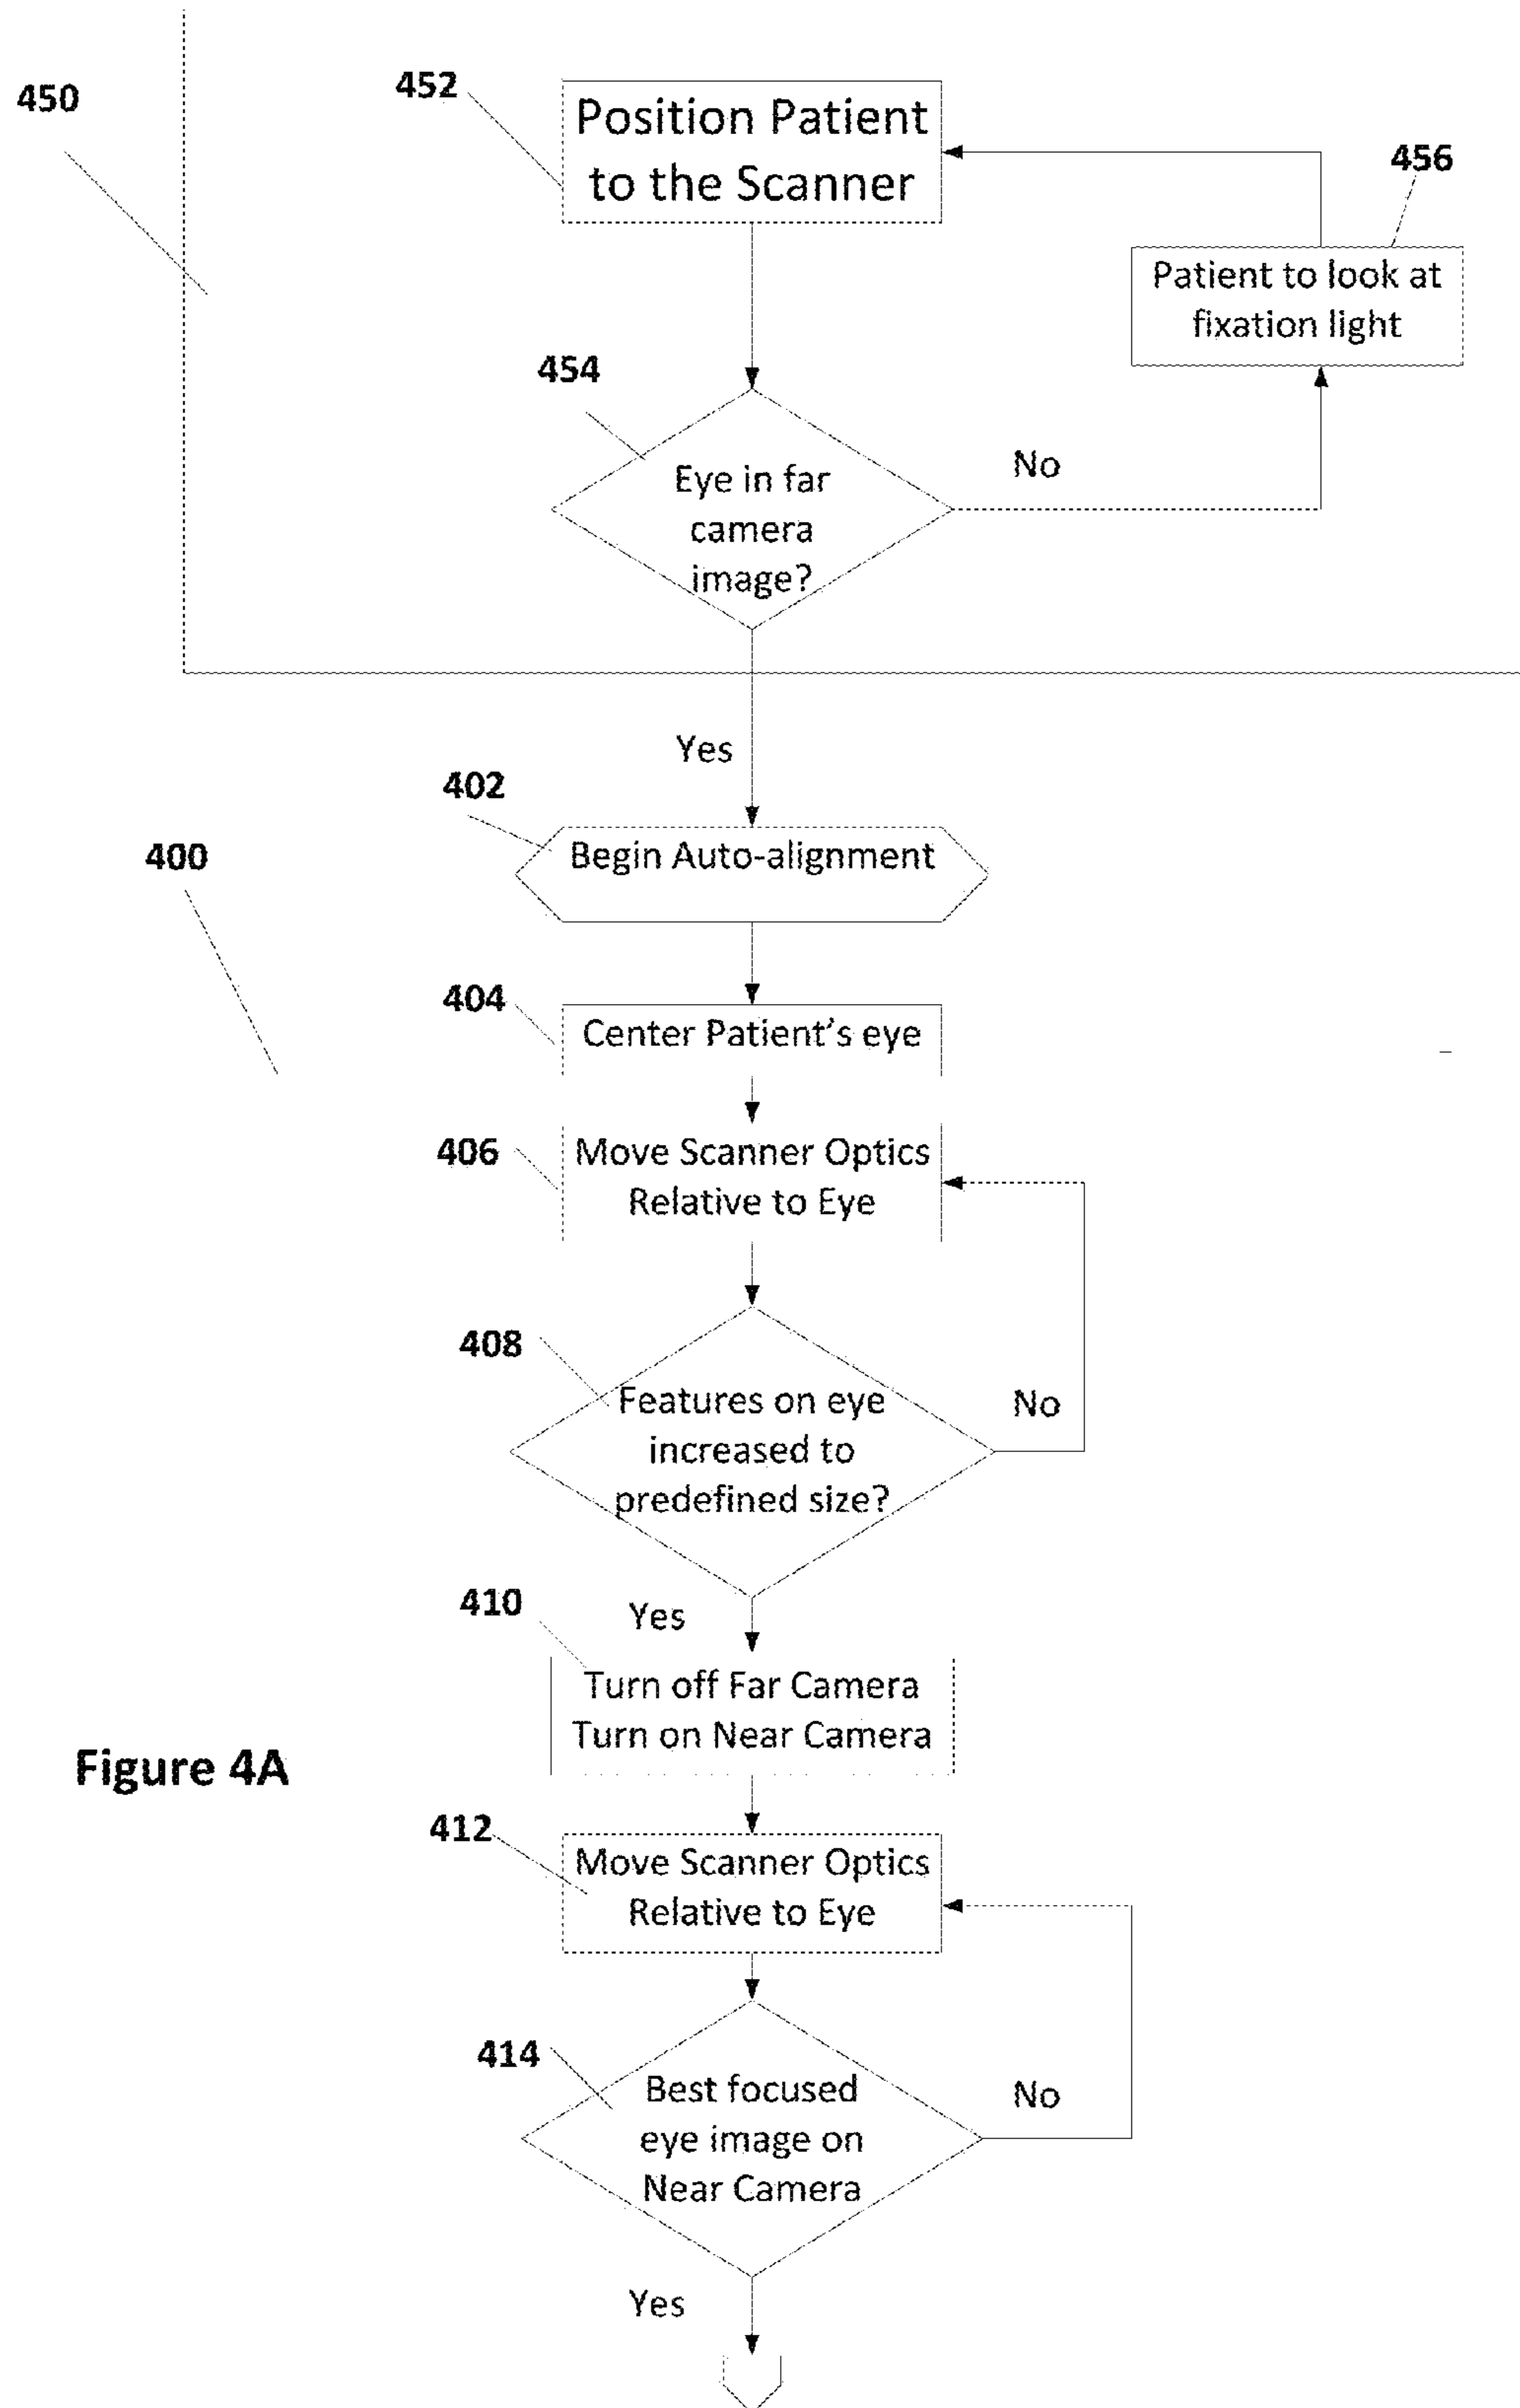 450
452
Position Patient
to the Scanner
456
Patient to look at
fixation light
454
Eye in far
camera
image?
No
Yes
402
Begin Auto-alignment
400
404
Center Patient's eye
406
Move Scanner Optics
Relative to Eye
408
Features on eye
increased to
predefined size?
No
410
Yes
Turn off Far Camera
Turn on Near Camera
Figure 4A
412
Move Scanner Optics
Relative to Eye
414
Best focused
eye image on
Near Camera
No
Yes